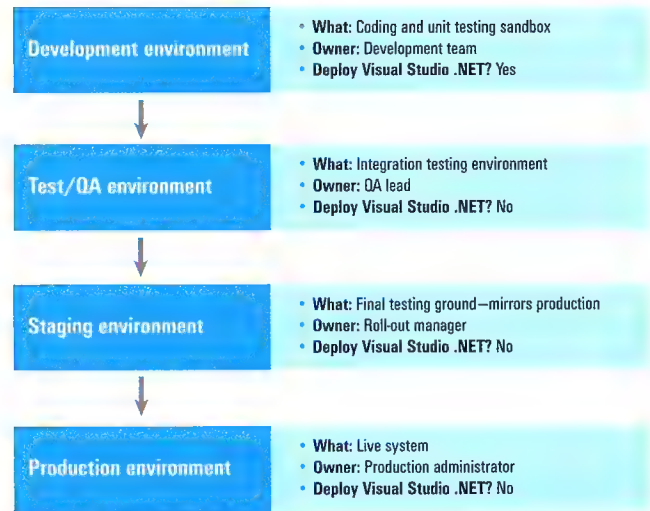 Development environment
• What: Coding and unit testing sandbox
• Owner: Development team
• Deploy Visual Studio .NET? Yes
Test/QA environment
• What: Integration testing environment
• Owner: QA lead
• Deploy Visual Studio .NET? No
Staging environment
• What: Final testing ground—mirrors production
• Owner: Roll-out manager
• Deploy Visual Studio .NET? No
Production environment
• What: Live system
• Owner: Production administrator
• Deploy Visual Studio .NET? No